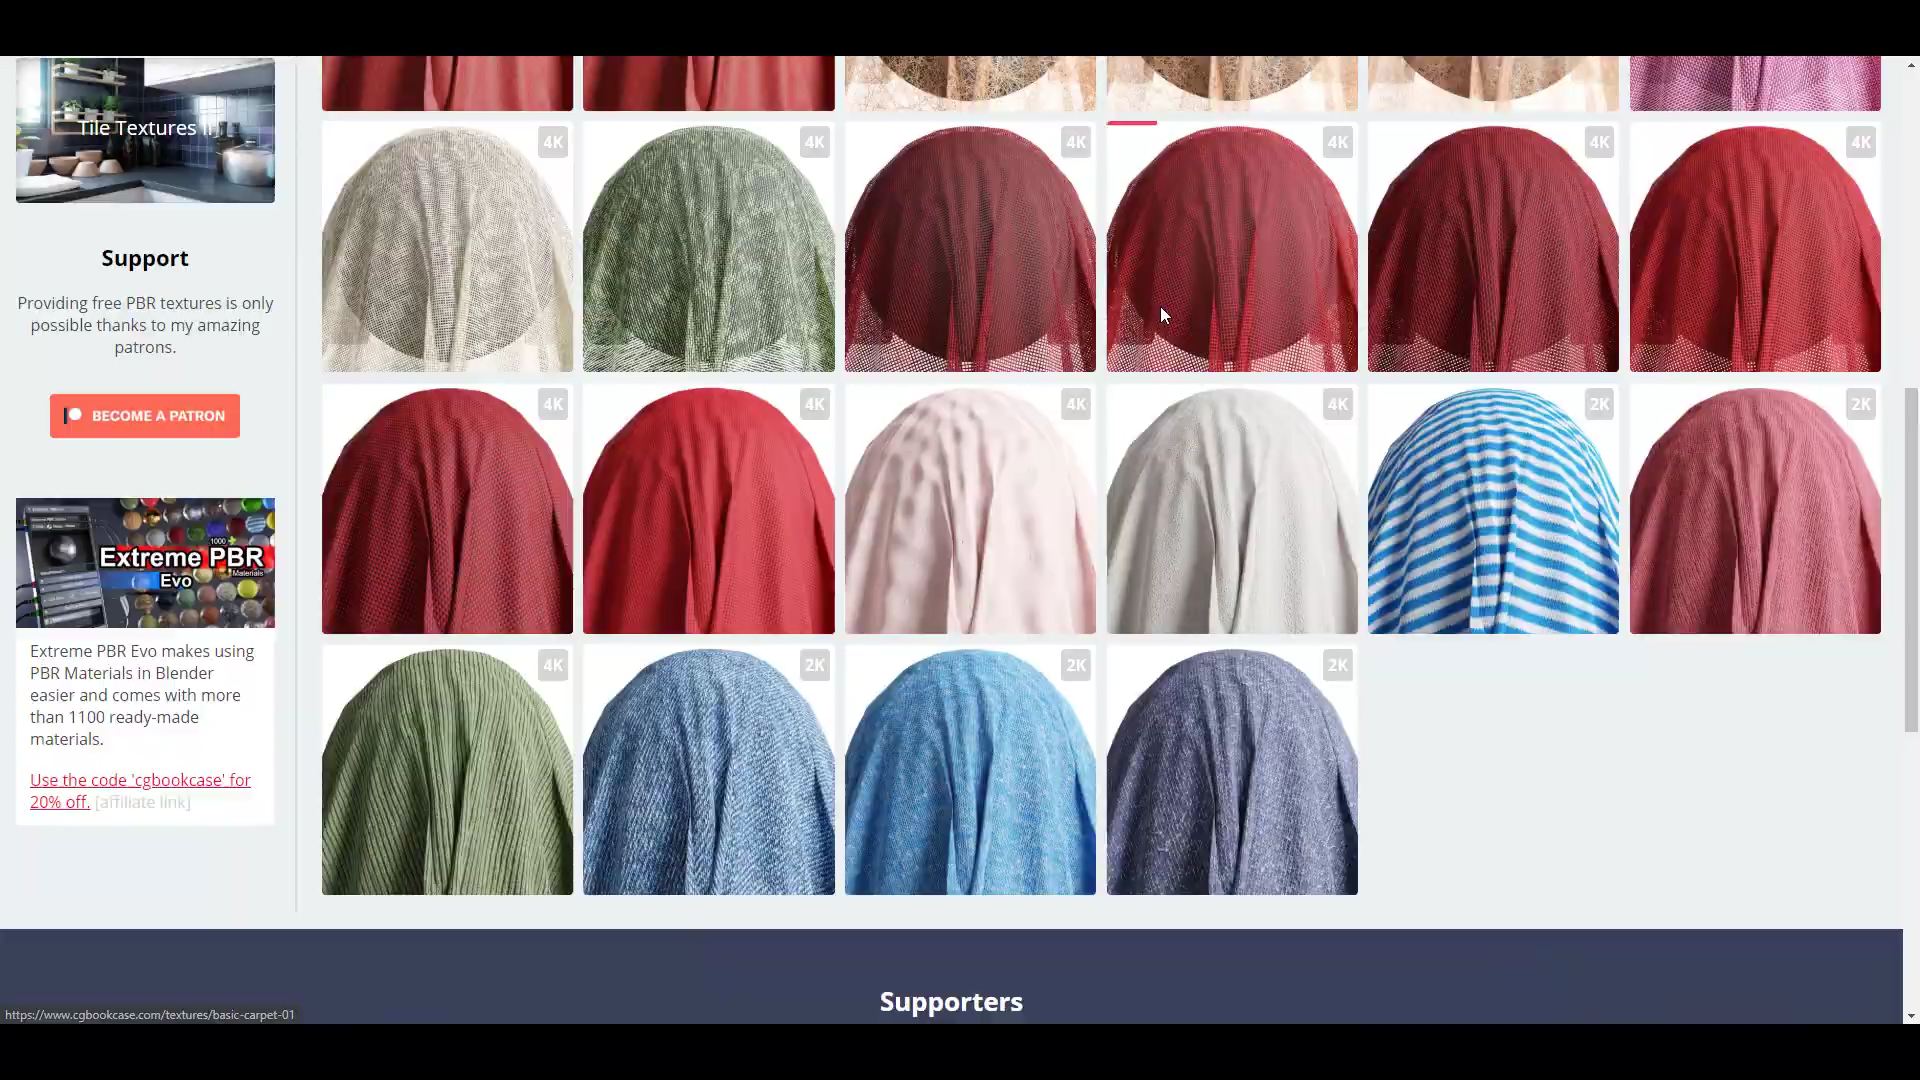 Tile Textures II
Support
Providing free PBR textures is only
possible thanks to my amazing
patrons.
BECOME A PATRON
1000 +
Extreme PBR
Evo Materials
Extreme PBR Evo makes using
PBR Materials in Blender
easier and comes with more
than 1100 ready-made
materials.
Use the code 'cgbookcase' for
20% off. [affiliate link]
4K 4K 4K 4K 4K 4K
4K 4K 4K 4K 2K 2K
4K 2K 2K 2K
Supporters
https://www.cgbookcase.com/textures/basic-carpet-01